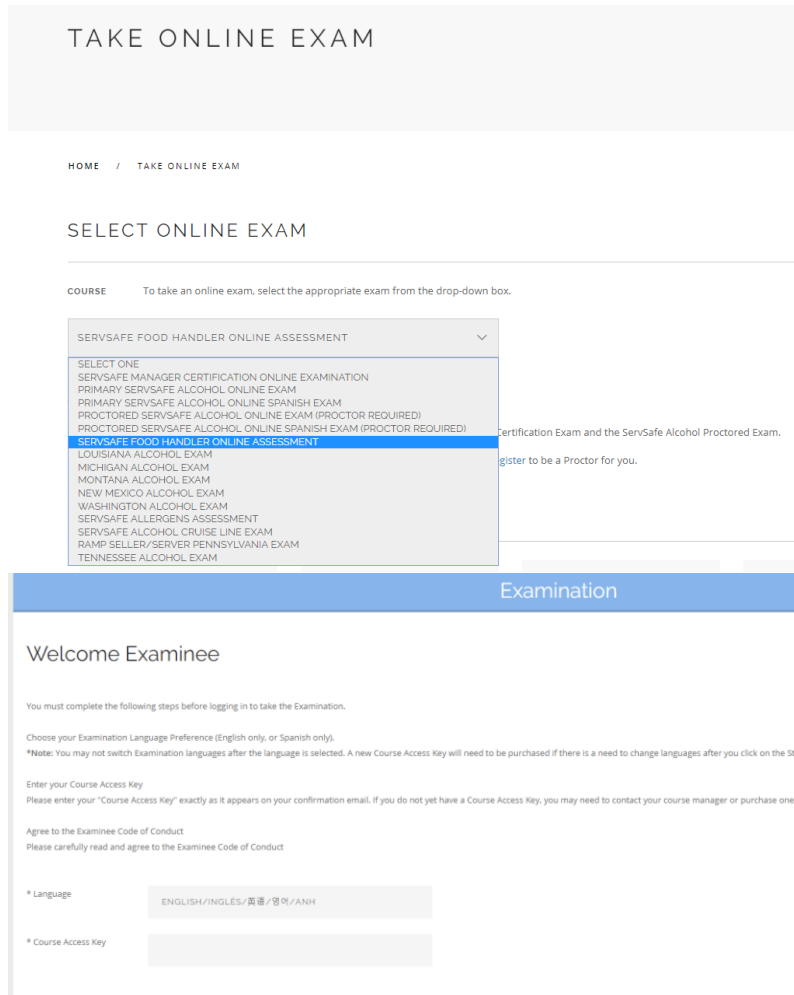 TAKE ONLINE EXAM
HOME / TAKE ONLINE EXAM
SELECT ONLINE EXAM
COURSE To take an online exam, select the appropriate exam from the drop-down box.
SERVSAFE FOOD HANDLER ONLINE ASSESSMENT
SELECT ONE
SERVSAFE MANAGER CERTIFICATION ONLINE EXAMINATION
PRIMARY SERVSAFE ALCOHOL ONLINE EXAM
PRIMARY SERVSAFE ALCOHOL ONLINE SPANISH EXAM
PROCTORED SERVSAFE ALCOHOL ONLINE EXAM (PROCTOR REQUIRED)
PROCTORED SERVSAFE ALCOHOL ONLINE SPANISH EXAM (PROCTOR REQUIRED)
SERVSAFE FOOD HANDLER ONLINE ASSESSMENT
LOUISIANA ALCOHOL EXAM
MICHIGAN ALCOHOL EXAM
MONTANA ALCOHOL EXAM
NEW MEXICO ALCOHOL EXAM
WASHINGTON ALCOHOL EXAM
SERVSAFE ALLERGENS ASSESSMENT
SERVSAFE ALCOHOL CRUISE LINE EXAM
RAMP SELLER/SERVER PENNSYLVANIA EXAM
TENNESSEE ALCOHOL EXAM
Certification Exam and the ServSafe Alcohol Proctored Exam.
gister to be a Proctor for you.
Examination
Welcome Examinee
You must complete the following steps before logging in to take the Examination.
Choose your Examination Language Preference (English only, or Spanish only).
*Note: You may not switch Examination languages after the language is selected. A new Course Access Key will need to be purchased if there is a need to change languages after you click on the St
Enter your Course Access Key
Please enter your "Course Access Key" exactly as it appears on your confirmation email. If you do not yet have a Course Access Key, you may need to contact your course manager or purchase one
Agree to the Examinee Code of Conduct
Please carefully read and agree to the Examinee Code of Conduct
* Language ENGLISH/INGLÉS/英语/영어/ANH
* Course Access Key